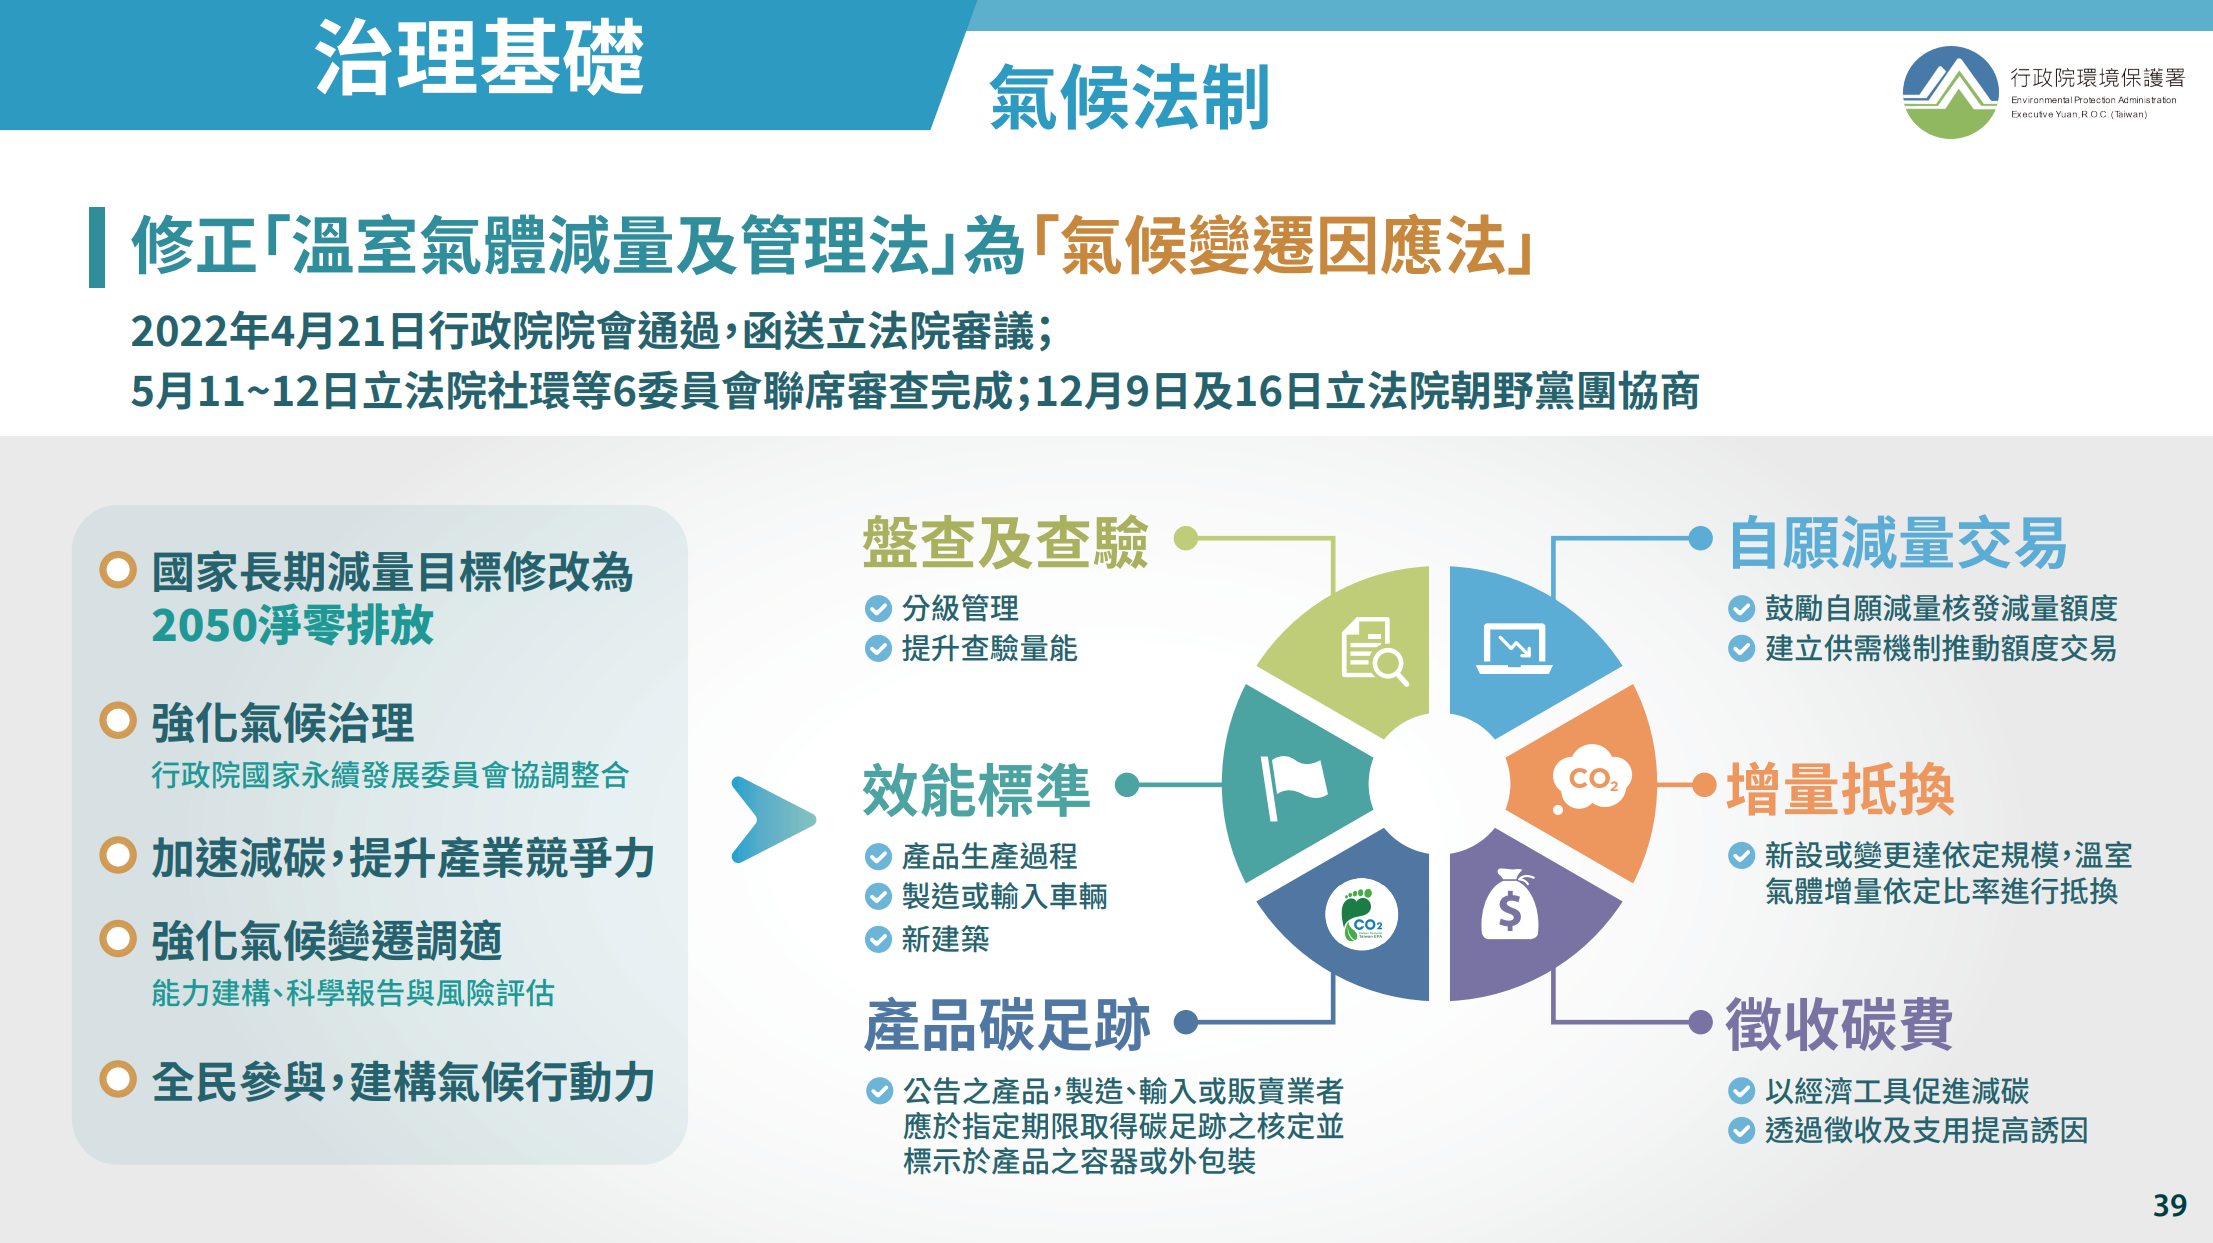 治理基礎
氣候法制
行政院環境保護署
Environmental Protection Administration
Executive Yuan, R.O.C. (Taiwan)
修正「溫室氣體減量及管理法」為「氣候變遷因應法」
2022年4月21日行政院院會通過，函送立法院審議；
5月11~12日立法院社環等6委員會聯席審查完成；12月9日及16日立法院朝野黨團協商
國家長期減量目標修改為
2050淨零排放
強化氣候治理
行政院國家永續發展委員會協調整合
加速減碳，提升產業競爭力
強化氣候變遷調適
能力建構、科學報告與風險評估
全民參與，建構氣候行動力
盤查及查驗
分級管理
提升查驗量能
效能標準
產品生產過程
製造或輸入車輛
新建築
產品碳足跡
公告之產品，製造、輸入或販賣業者
應於指定期限取得碳足跡之核定並
標示於產品之容器或外包裝
CO2
$
CO2
自願減量交易
鼓勵自願減量核發減量額度
建立供需機制推動額度交易
增量抵換
新設或變更達依定規模，溫室
氣體增量依定比率進行抵換
徵收碳費
以經濟工具促進減碳
透過徵收及支用提高誘因
39